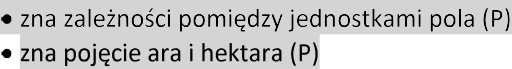 • zna zależności pomiędzy jednostkami pola (P)
• zna pojęcie ara i hektara (P)